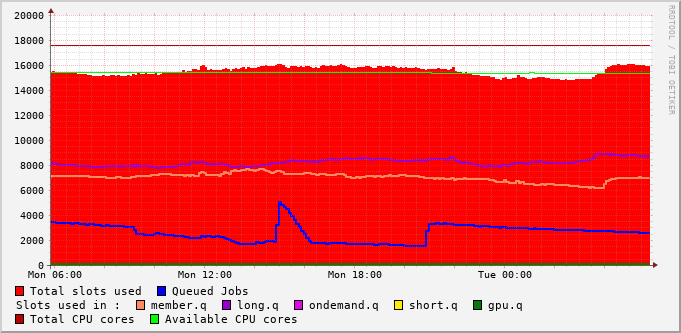 20000
18000
16000
14000
12000
10000
8000
6000
4000
2000
0
Mon 06:00 Mon 12:00 Mon 18:00 Tue 00:00
Total slots used Queued Jobs
Slots used in : member.q long.q ondemand.q short.q gpu.q
Total CPU cores Available CPU cores
RRDTOOL / TOBI OETIKER